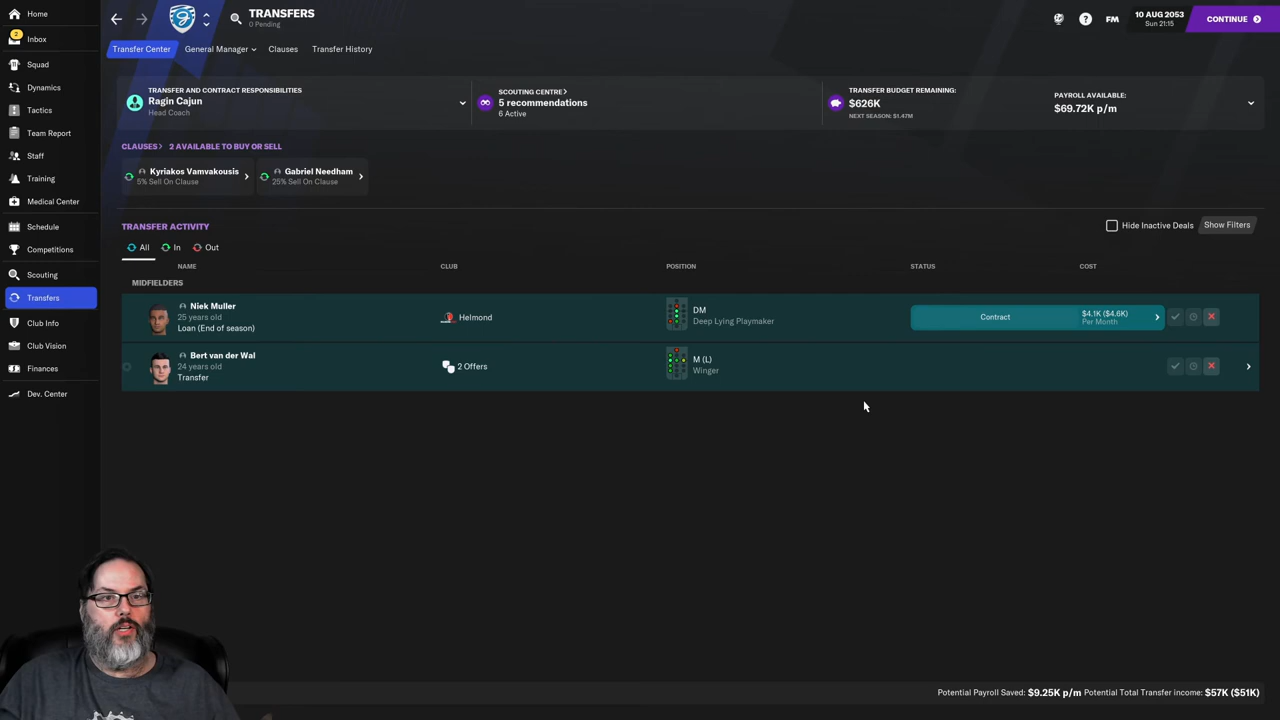 TRANSFERS
0 Pending
FM
10 AUG 2053
Sun 21:15
CONTINUE
Home
2
Inbox
Squad
Dynamics
Tactics
Team Report
Staff
Training
Medical Center
Schedule
Competitions
Scouting
Transfers
Club Info
Club Vision
Finances
Dev. Center
Transfer Center
General Manager
Clauses
Transfer History
TRANSFER AND CONTRACT RESPONSIBILITIES
Ragin Cajun
Head Coach
SCOUTING CENTRE>
5 recommendations
6 Active
TRANSFER BUDGET REMAINING:
$626K
NEXT SEASON: $1.47M
PAYROLL AVAILABLE:
$69.72K p/m
CLAUSES> 2 AVAILABLE TO BUY OR SELL
Kyriakos Vamvakousis
5% Sell On Clause
Gabriel Needham
25% Sell On Clause
TRANSFER ACTIVITY
Hide Inactive Deals
Show Filters
All
In
Out
NAME
CLUB
POSITION
STATUS
COST
MIDFIELDERS
Niek Muller
25 years old
Loan (End of season)
Helmond
DM
Deep Lying Playmaker
Contract
$4.1K ($4.6K)
Per Month
Bert van der Wal
24 years old
Transfer
2 Offers
M (L)
Winger
Potential Payroll Saved: $9.25K p/m Potential Total Transfer income: $57K ($51K)